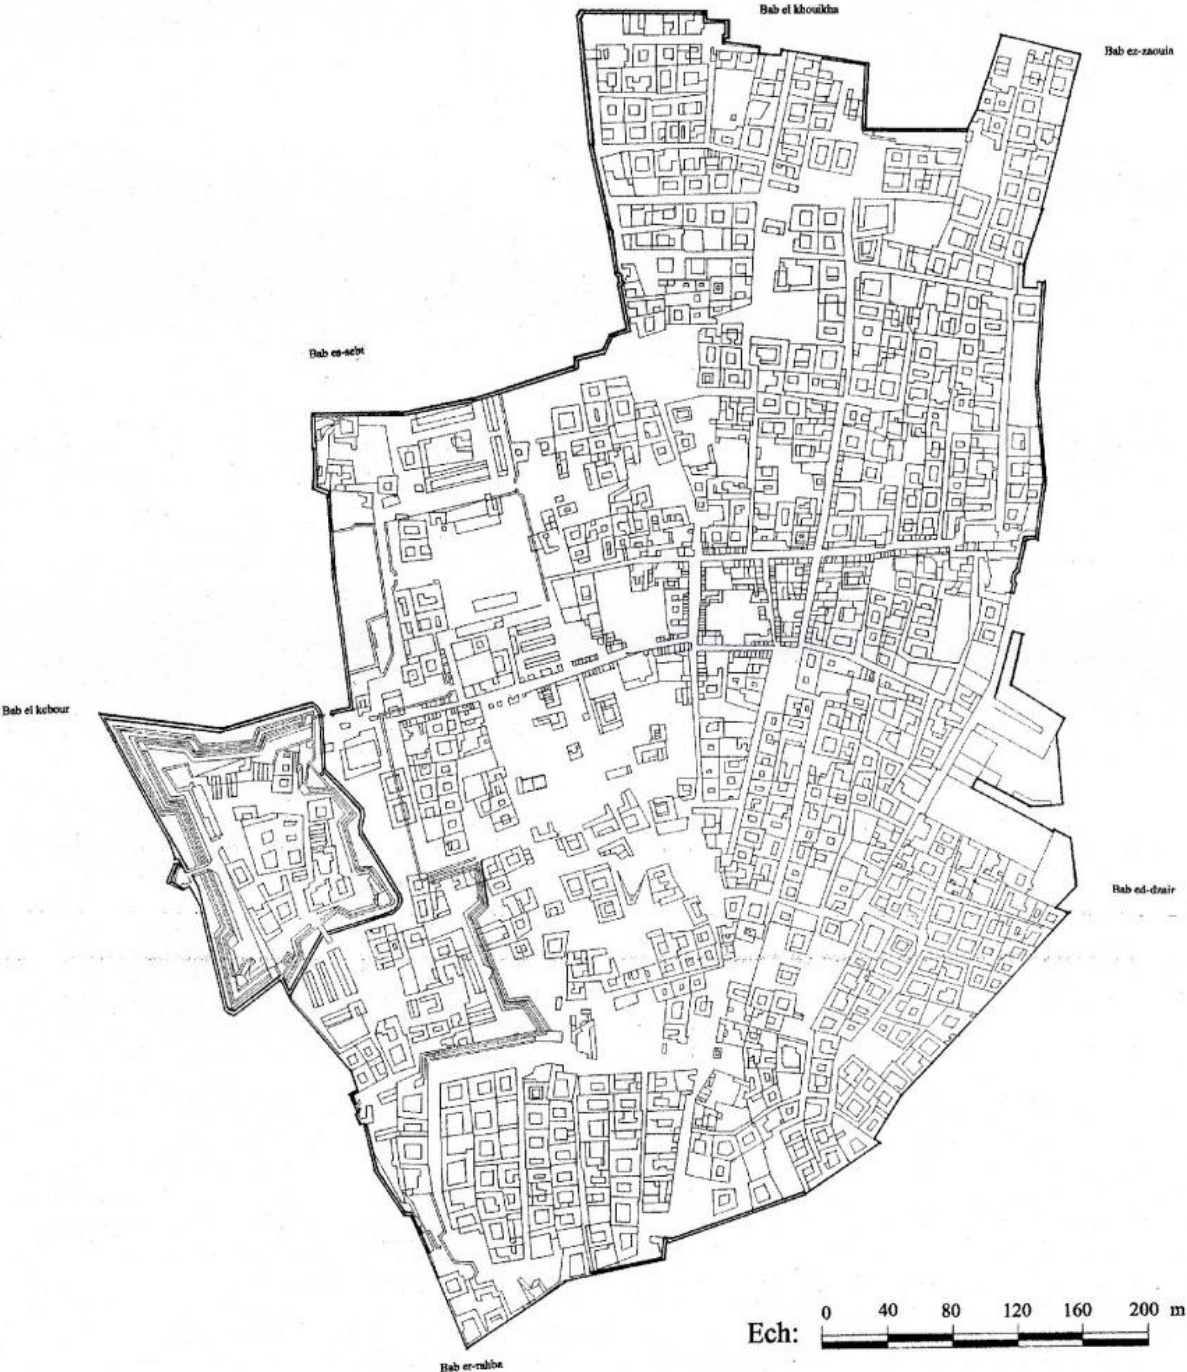 Bab el khouikha
Bab ez-zaouia
Bab es-sebt
Bab el kebour
Bab ed-dzair
0 40 80 120 160 200 m
Ech:
Bab er-rahba